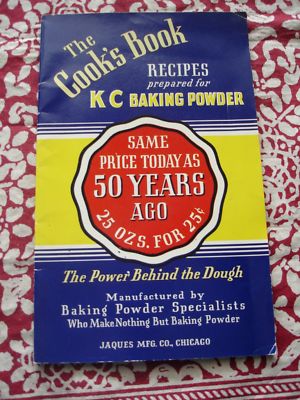 The
Cook's Book
RECIPES
prepared for
KC BAKING POWDER
SAME
PRICE TODAY AS
50 YEARS
AGO
25 OZS. FOR 25¢
The Power Behind the Dough
Manufactured by
Baking Powder Specialists
Who Make Nothing But Baking Powder
JAQUES MFG. CO., CHICAGO